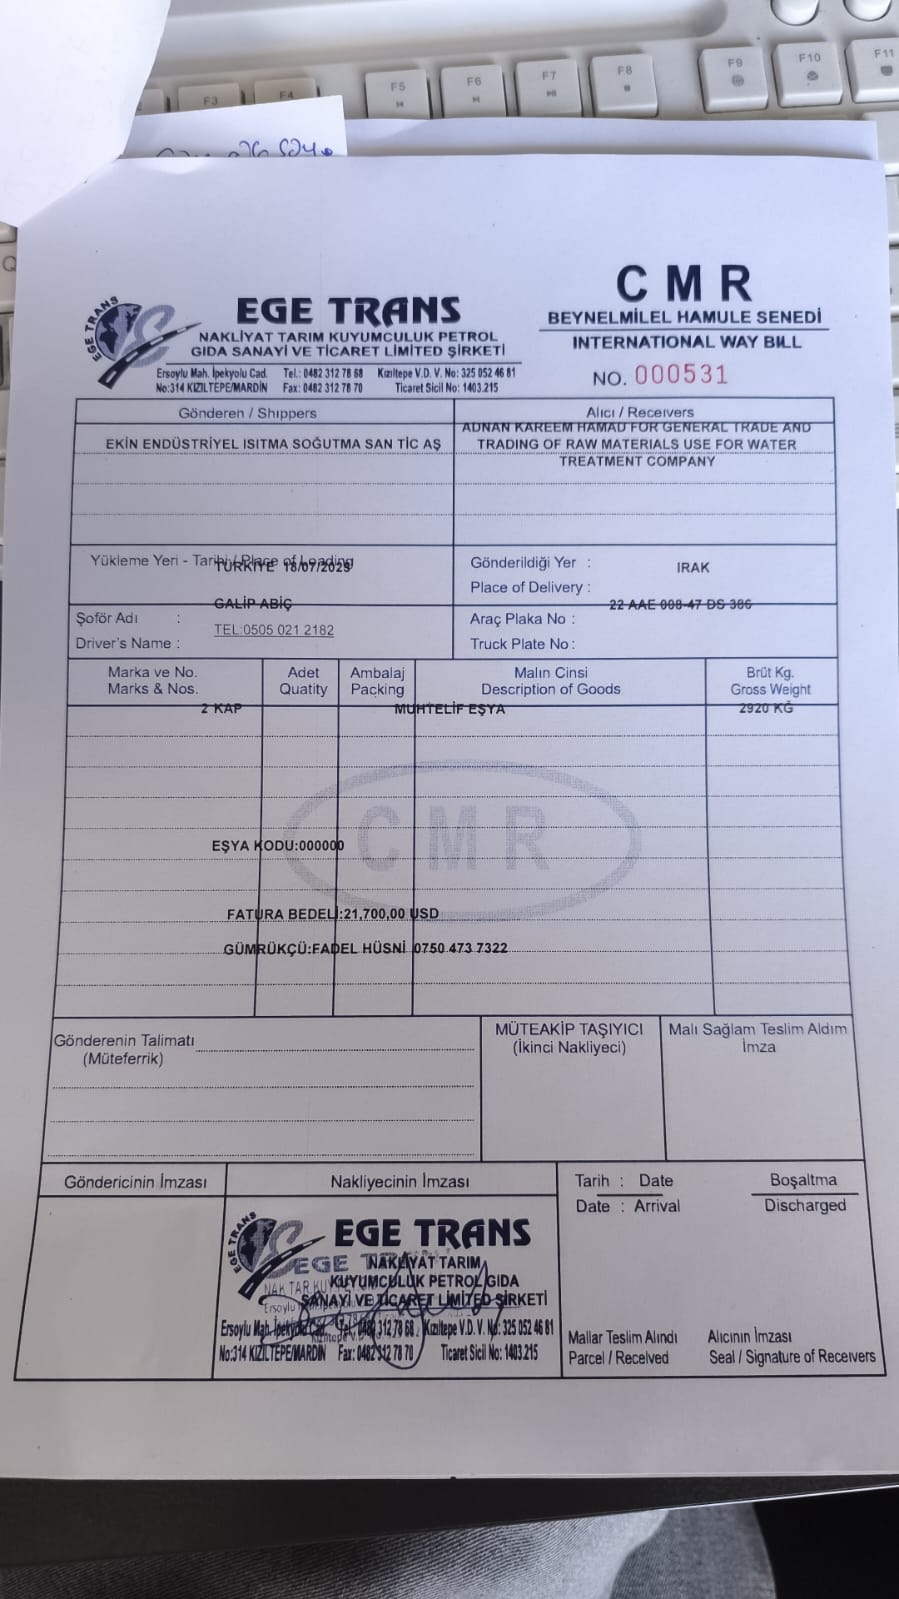 F3 F4 F5 F6 F7 F8 F9 F10 F11
Q
EGE TRANS
EGE TRANS
NAKLİYAT TARIM KUYUMCULUK PETROL
GIDA SANAYİ VE TİCARET LİMİTED ŞİRKETİ
Ersoylu Mah. İpekyolu Cad. Tel.: 0482 312 78 68 Kızıltepe V.D. V. No: 325 052 46 81
No:314 KIZILTEPE/MARDİN Fax: 0482 312 78 70 Ticaret Sicil No: 1403.215
CMR
BEYNELMİLEL HAMULE SENEDİ
INTERNATIONAL WAY BILL
NO. 000531
Gönderen / Shıppers
EKİN ENDÜSTRİYEL ISITMA SOĞUTMA SAN TİC AŞ
Alıcı / Receıvers
ADNAN KAREEM HAMAD FOR GENERAL TRADE AND
TRADING OF RAW MATERIALS USE FOR WATER
TREATMENT COMPANY
Yükleme Yeri - Tarihi / Place of Loading
TÜRKİYE 18/07/2025
Gönderildiği Yer :
Place of Delivery :
IRAK
GALİP ABİÇ
Şoför Adı :
TEL:0505 021 2182
Driver's Name :
22 AAE 008-47 DS 386
Araç Plaka No :
Truck Plate No :
Marka ve No.
Marks & Nos.
Adet
Quatity
Ambalaj
Packing
Malın Cinsi
Description of Goods
Brüt Kg.
Gross Weight
2 KAP MUHTELİF EŞYA 2920 KĞ
CMR
EŞYA KODU:000000
FATURA BEDELİ:21,700,00 USD
GÜMRÜKÇÜ:FADEL HÜSNİ 0750 473 7322
Gönderenin Talimatı
(Müteferrik)
MÜTEAKİP TAŞIYICI
(İkinci Nakliyeci)
Malı Sağlam Teslim Aldım
İmza
Göndericinin İmzası
Nakliyecinin İmzası
Tarih : Date
Date : Arrival
Boşaltma
Discharged
EGE TRANS
EGE TRANS
NAKLİYAT TARIM
KUYUMCULUK PETROL GIDA
SANAYİ VE TİCARET LİMİTED ŞİRKETİ
Ersoylu Mah. İpekyolu Cad. Tel.: 0482 312 78 68 Kızıltepe V.D. V. No: 325 052 46 81
No:314 KIZILTEPE/MARDİN Fax: 0482 312 78 70 Ticaret Sicil No: 1403.215
Mallar Teslim Alındı
Parcel / Receıved
Alıcının İmzası
Seal / Signature of Receıvers